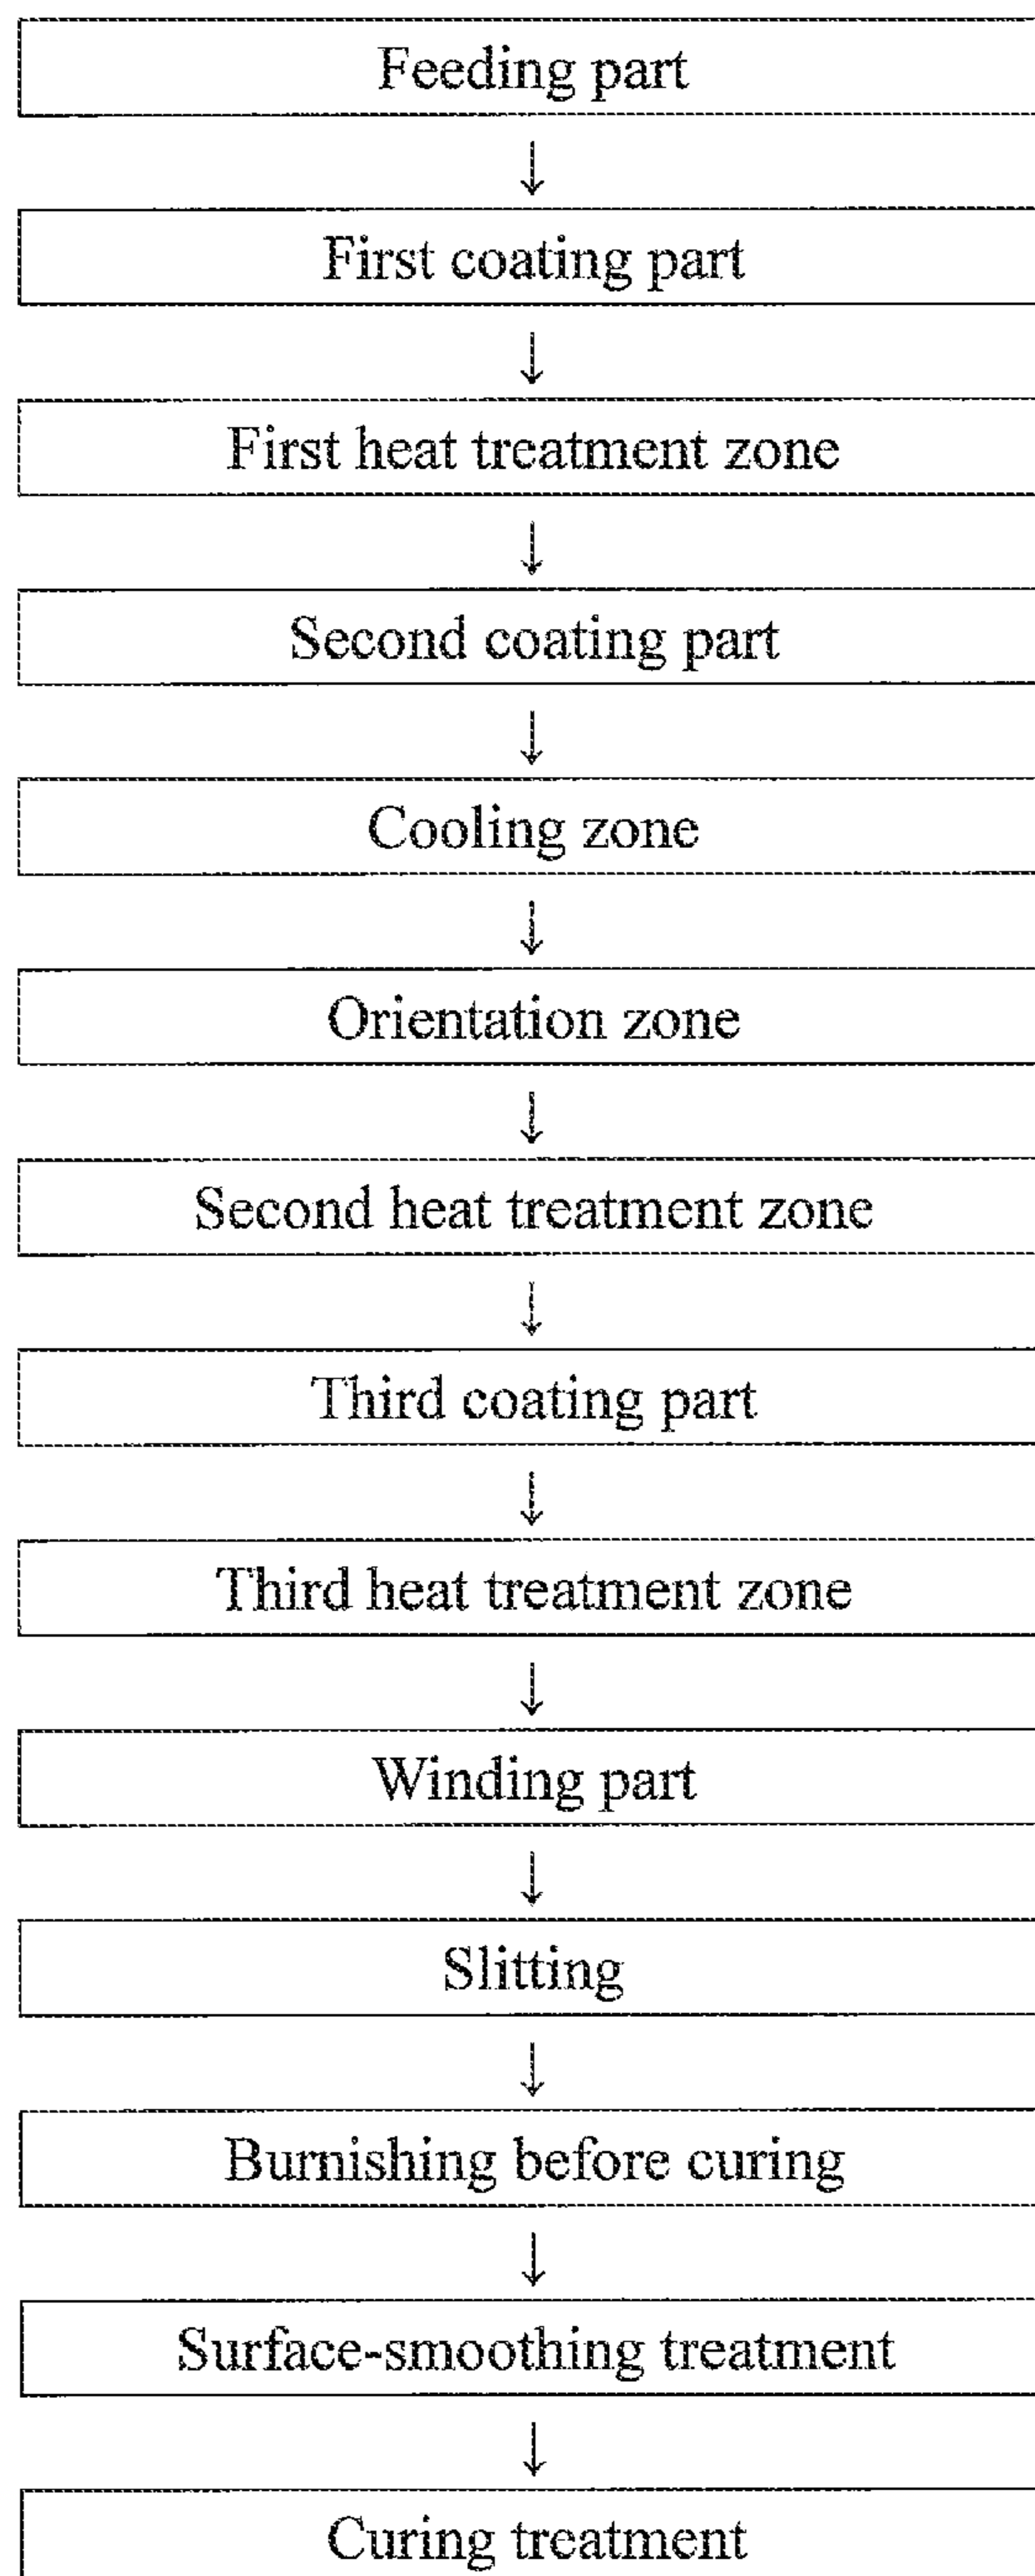 Feeding part
↓
First coating part
↓
First heat treatment zone
↓
Second coating part
↓
Cooling zone
↓
Orientation zone
↓
Second heat treatment zone
↓
Third coating part
↓
Third heat treatment zone
↓
Winding part
↓
Slitting
↓
Burnishing before curing
↓
Surface-smoothing treatment
↓
Curing treatment